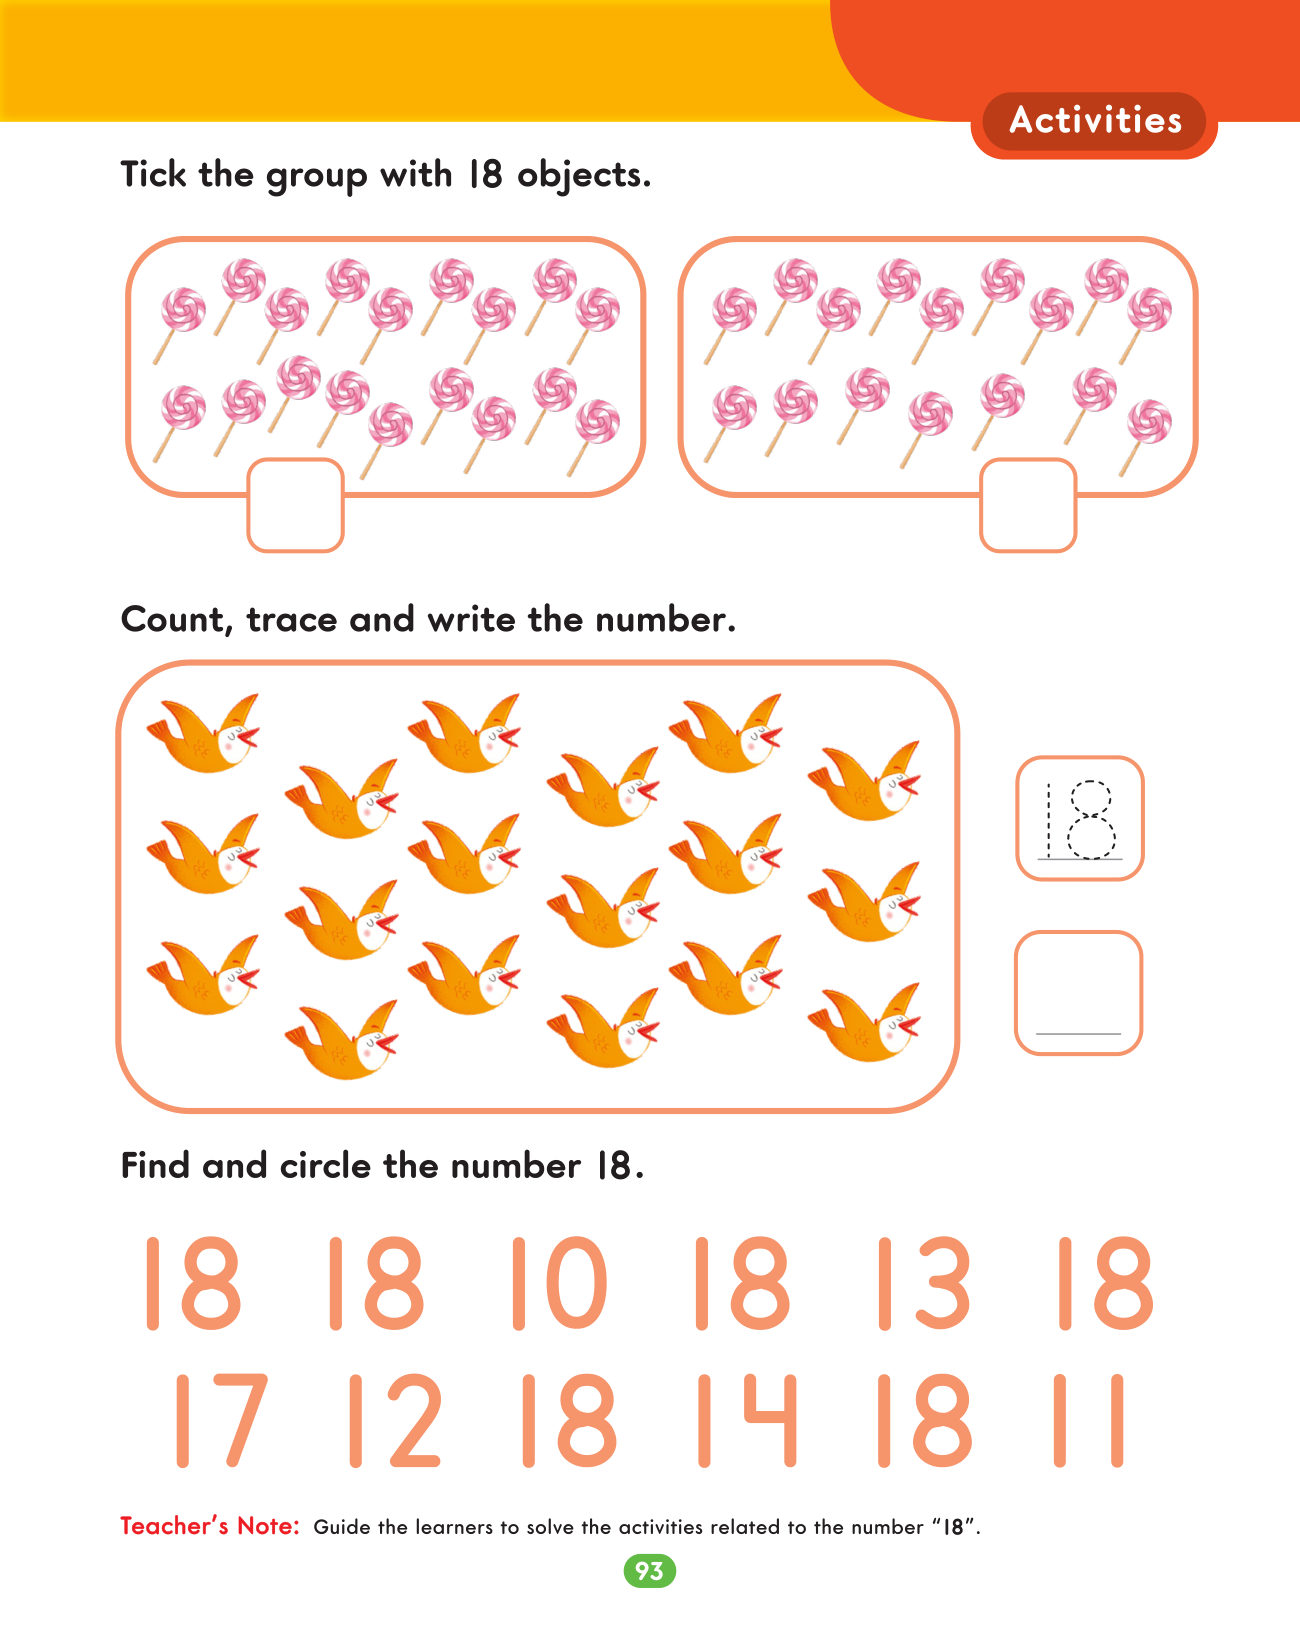 Activities
Tick the group with 18 objects.
Count, trace and write the number.
18
Find and circle the number 18.
18 18 10 18 13 18
17 12 18 14 18 11
Teacher's Note: Guide the learners to solve the activities related to the number “18”.
93